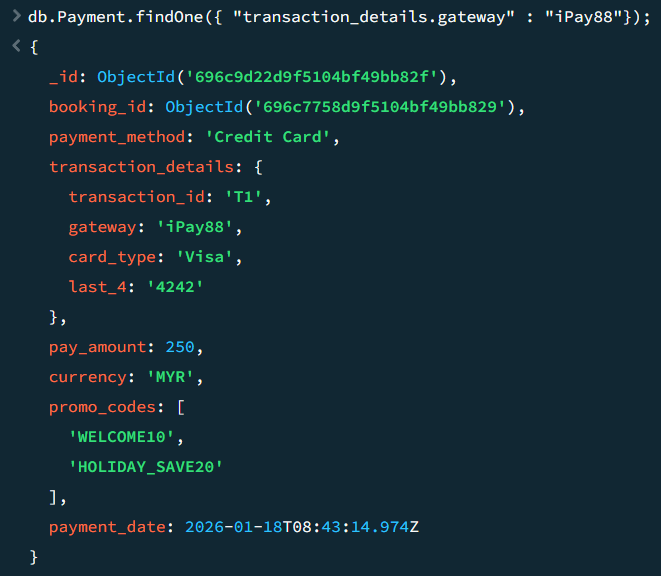 > db.Payment.findOne({ "transaction_details.gateway" : "iPay88"});
< {
_id: ObjectId('696c9d22d9f5104bf49bb82f'),
booking_id: ObjectId('696c7758d9f5104bf49bb829'),
payment_method: 'Credit Card',
transaction_details: {
transaction_id: 'T1',
gateway: 'iPay88',
card_type: 'Visa',
last_4: '4242'
},
pay_amount: 250,
currency: 'MYR',
promo_codes: [
'WELCOME10',
'HOLIDAY_SAVE20'
],
payment_date: 2026-01-18T08:43:14.974Z
}